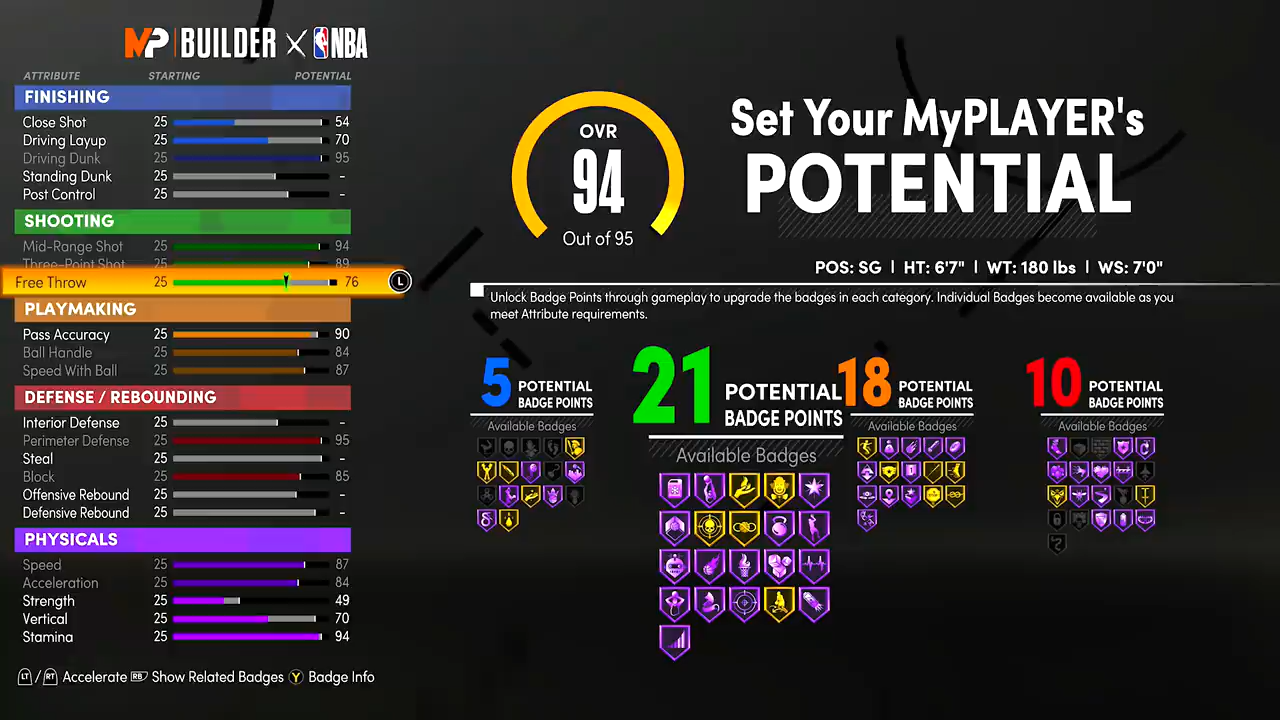 MP | BUILDER X NBA
ATTRIBUTE STARTING POTENTIAL
FINISHING
Close Shot 25 54
Driving Layup 25 70
Driving Dunk 25 95
Standing Dunk 25 -
Post Control 25 -
SHOOTING
Mid-Range Shot 25 94
Three-Point Shot 25 89
Free Throw 25 76 L
PLAYMAKING
Pass Accuracy 25 90
Ball Handle 25 84
Speed With Ball 25 87
DEFENSE / REBOUNDING
Interior Defense 25 -
Perimeter Defense 25 95
Steal 25 -
Block 25 85
Offensive Rebound 25 -
Defensive Rebound 25 -
PHYSICALS
Speed 25 87
Acceleration 25 84
Strength 25 49
Vertical 25 70
Stamina 25 94
LT / RT Accelerate RB Show Related Badges Y Badge Info
OVR
94
Out of 95
Set Your MyPLAYER's
POTENTIAL
POS: SG | HT: 6'7" | WT: 180 lbs | WS: 7'0"
Unlock Badge Points through gameplay to upgrade the badges in each category. Individual Badges become available as you
meet Attribute requirements.
5 POTENTIAL
BADGE POINTS
Available Badges
21 POTENTIAL
BADGE POINTS
Available Badges
18 POTENTIAL
BADGE POINTS
Available Badges
10 POTENTIAL
BADGE POINTS
Available Badges